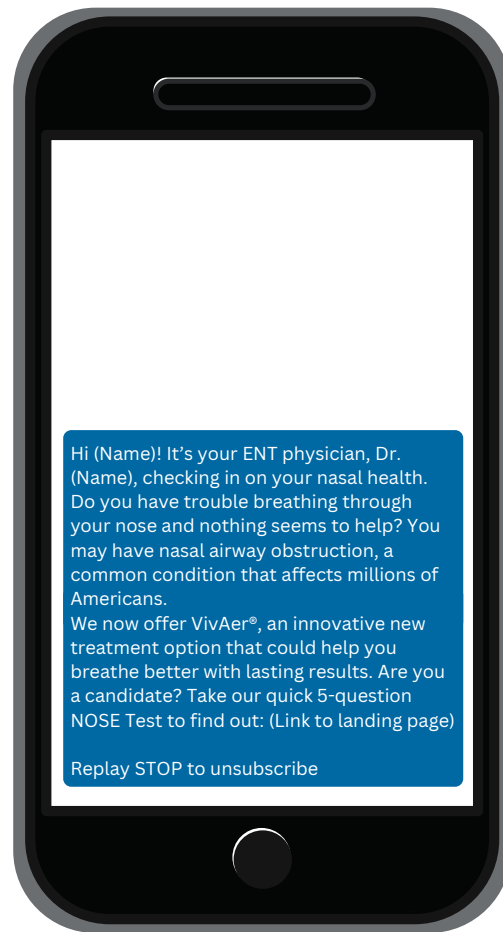 Hi (Name)! It’s your ENT physician, Dr.
(Name), checking in on your nasal health.
Do you have trouble breathing through
your nose and nothing seems to help? You
may have nasal airway obstruction, a
common condition that affects millions of
Americans.
We now offer VivAer®, an innovative new
treatment option that could help you
breathe better with lasting results. Are you
a candidate? Take our quick 5-question
NOSE Test to find out: (Link to landing page)
Replay STOP to unsubscribe